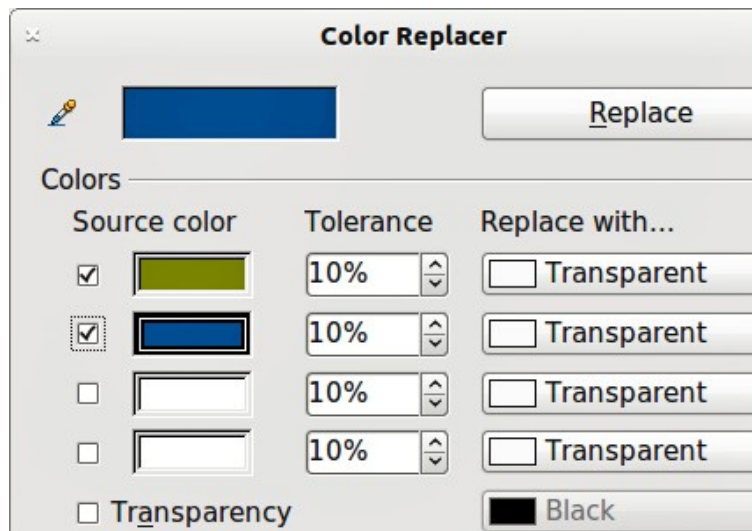 Color Replacer
Replace
Colors
Source color Tolerance Replace with...
10% Transparent
10% Transparent
10% Transparent
10% Transparent
Transparency Black